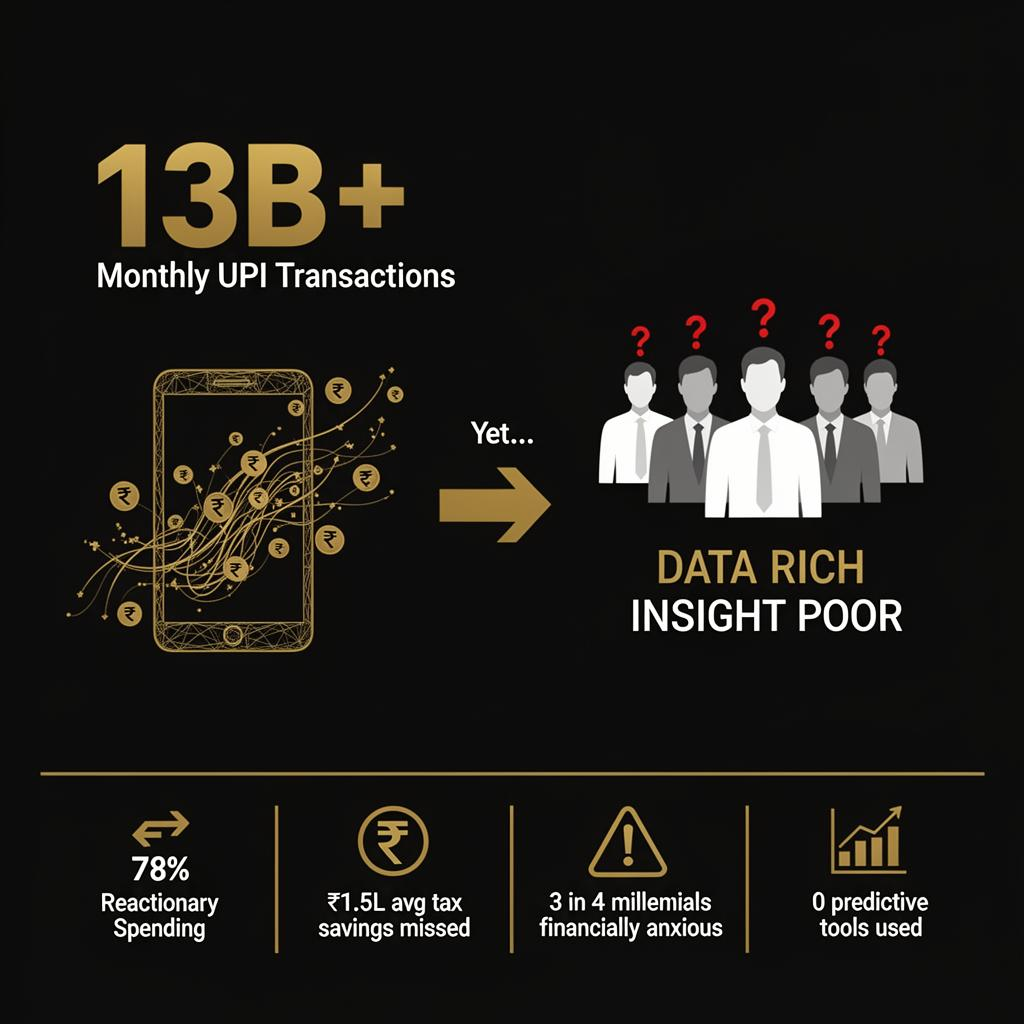 13B+
Monthly UPI Transactions
? ? ? ? ?
Yet...
DATA RICH
INSIGHT POOR
78%
Reactionary
Spending
₹
₹1.5L avg tax
savings missed
!
3 in 4 millemials
financially anxious
0 predictive
tools used